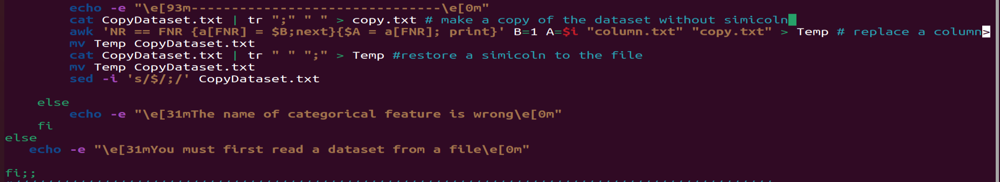 echo -e "\e[93m-------------------------------\e[0m"
cat CopyDataset.txt | tr ";" " " > copy.txt # make a copy of the dataset without simicoln
awk 'NR == FNR {a[FNR] = $B;next}{$A = a[FNR]; print}' B=1 A=$i "column.txt" "copy.txt" > Temp # replace a column>
mv Temp CopyDataset.txt
cat CopyDataset.txt | tr " " ";" > Temp #restore a simicoln to the file
mv Temp CopyDataset.txt
sed -i 's/$/;/' CopyDataset.txt
else
echo -e "\e[31mThe name of categorical feature is wrong\e[0m"
fi
else
echo -e "\e[31mYou must first read a dataset from a file\e[0m"
fi;;